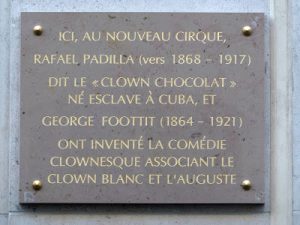 ICI, AU NOUVEAU CIRQUE,
RAFAEL PADILLA (vers 1868 – 1917)
DIT LE « CLOWN CHOCOLAT »
NÉ ESCLAVE À CUBA, ET
GEORGE FOOTTIT (1864 – 1921)
ONT INVENTÉ LA COMÉDIE
CLOWNESQUE ASSOCIANT LE
CLOWN BLANC ET L'AUGUSTE